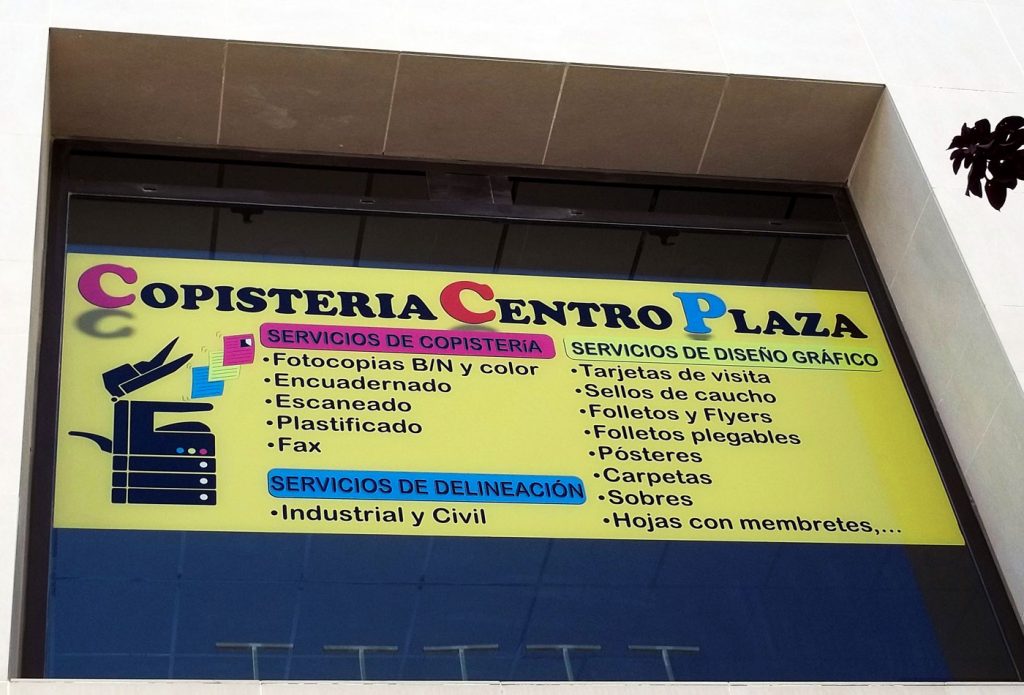 COPISTERIA CENTRO PLAZA
SERVICIOS DE COPISTERíA
•Fotocopias B/N y color
•Encuadernado
•Escaneado
•Plastificado
•Fax
SERVICIOS DE DELINEACIÓN
•Industrial y Civil
SERVICIOS DE DISEÑO GRÁFICO
•Tarjetas de visita
•Sellos de caucho
•Folletos y Flyers
•Folletos plegables
•Pósteres
•Carpetas
•Sobres
•Hojas con membretes,...